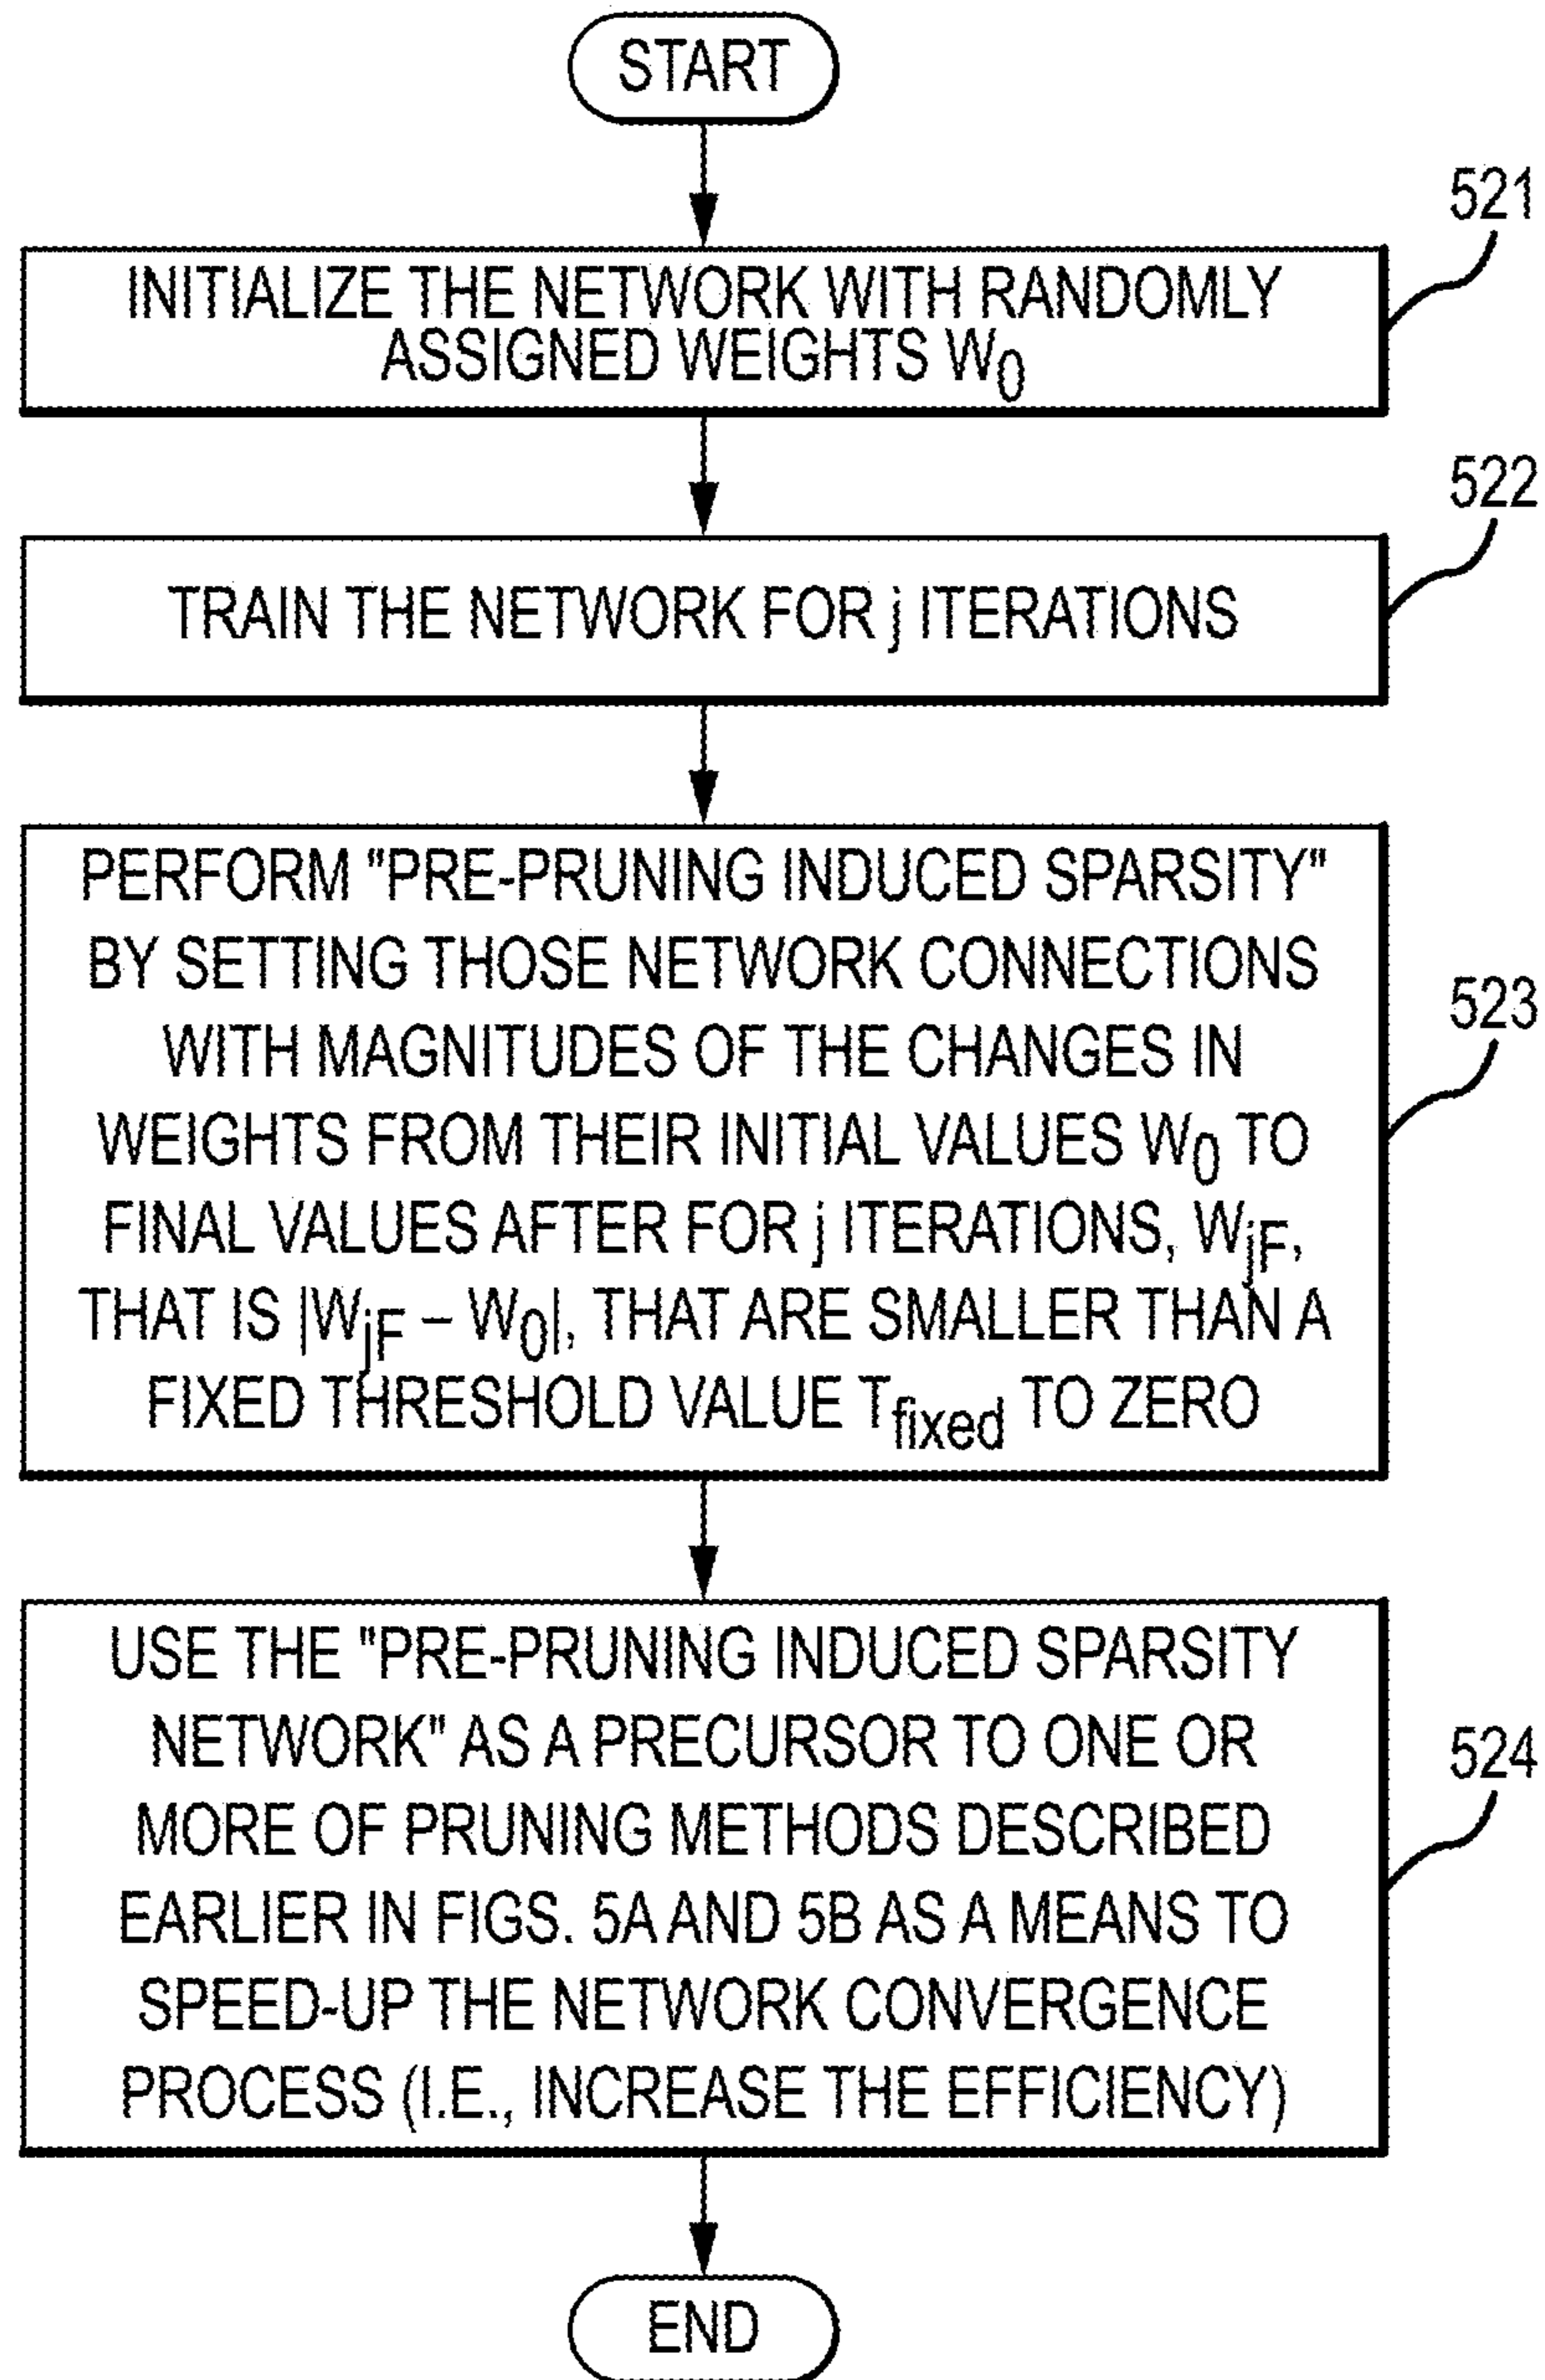 START
521
INITIALIZE THE NETWORK WITH RANDOMLY
ASSIGNED WEIGHTS W0
522
TRAIN THE NETWORK FOR j ITERATIONS
PERFORM "PRE-PRUNING INDUCED SPARSITY"
BY SETTING THOSE NETWORK CONNECTIONS
WITH MAGNITUDES OF THE CHANGES IN
WEIGHTS FROM THEIR INITIAL VALUES W0 TO
FINAL VALUES AFTER FOR j ITERATIONS, WjF,
THAT IS |WjF – W0|, THAT ARE SMALLER THAN A
FIXED THRESHOLD VALUE Tfixed TO ZERO
523
USE THE "PRE-PRUNING INDUCED SPARSITY
NETWORK" AS A PRECURSOR TO ONE OR
MORE OF PRUNING METHODS DESCRIBED
EARLIER IN FIGS. 5A AND 5B AS A MEANS TO
SPEED-UP THE NETWORK CONVERGENCE
PROCESS (I.E., INCREASE THE EFFICIENCY)
524
END